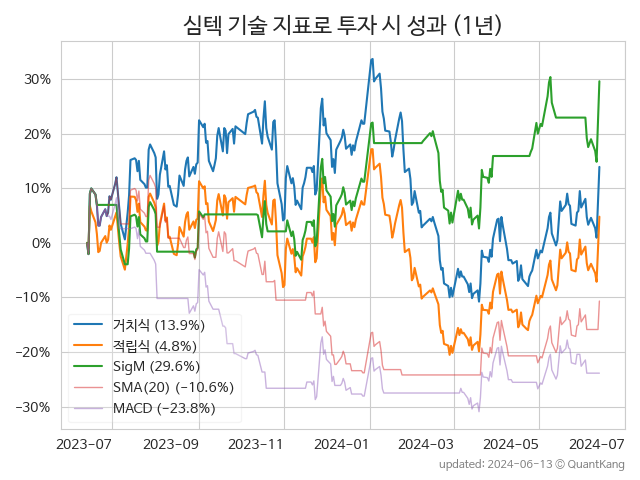 심텍 기술 지표로 투자 시 성과 (1년)
30%
20%
10%
0%
−10%
−20%
−30%
거치식 (13.9%)
적립식 (4.8%)
SigM (29.6%)
SMA(20) (−10.6%)
MACD (−23.8%)
2023-07 2023-09 2023-11 2024-01 2024-03 2024-05 2024-07
updated: 2024-06-13 ⓒ QuantKang